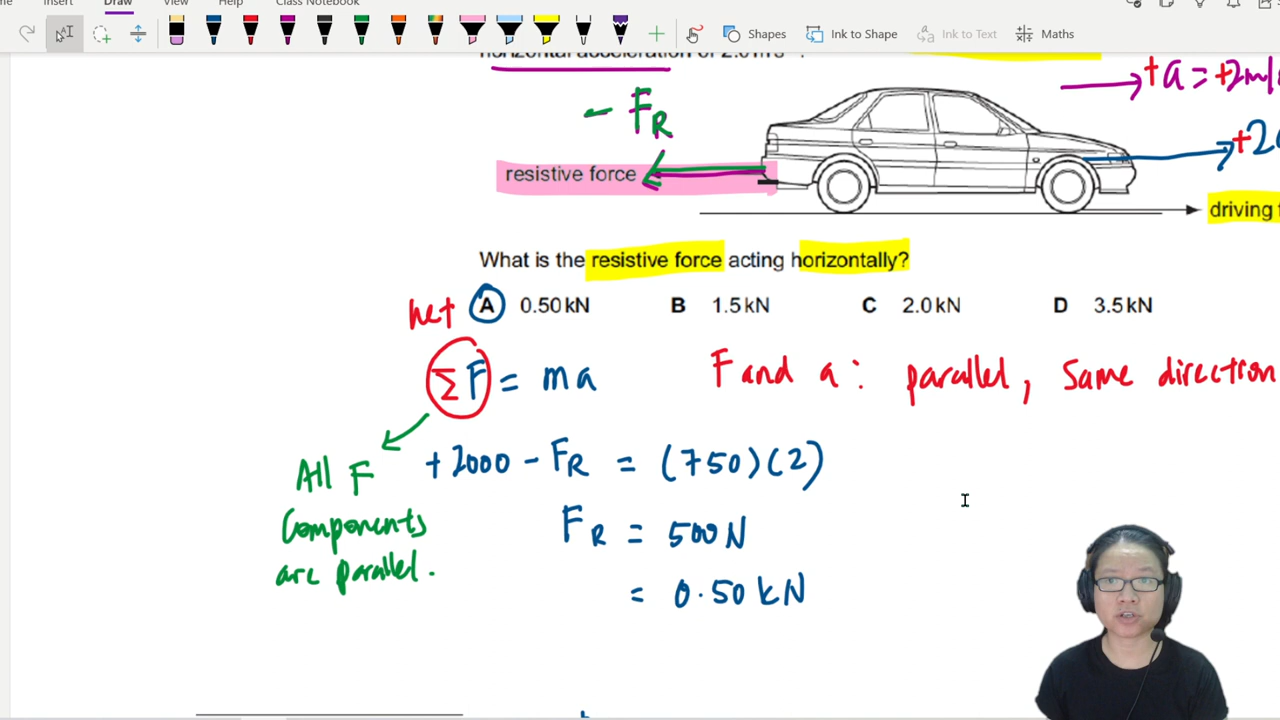 Insert Draw View Help Class Notebook
Shapes Ink to Shape Ink to Text Maths
horizontal acceleration of 2.0 m s
+a = +2m/
- FR
+2
resistive force
driving
What is the resistive force acting horizontally?
A 0.50 kN B 1.5 kN C 2.0 kN D 3.5 kN
net
ΣF = ma
F and a: parallel, same direction
+2000 - FR = (750)(2)
All F
components
are parallel.
FR = 500N
= 0.50 kN